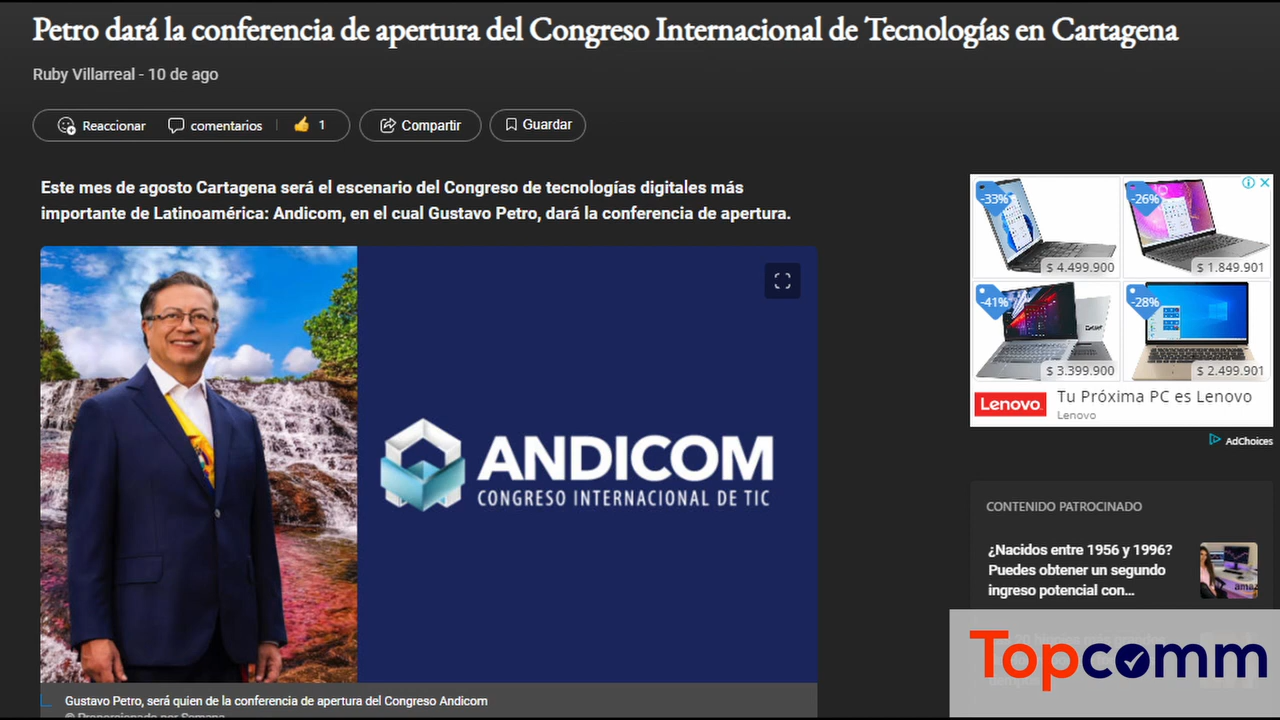 Petro dará la conferencia de apertura del Congreso Internacional de Tecnologías en Cartagena
Ruby Villarreal - 10 de ago
Reaccionar comentarios 1 Compartir Guardar
Este mes de agosto Cartagena será el escenario del Congreso de tecnologías digitales más
importante de Latinoamérica: Andicom, en el cual Gustavo Petro, dará la conferencia de apertura.
ANDICOM
CONGRESO INTERNACIONAL DE TIC
Gustavo Petro, será quien de la conferencia de apertura del Congreso Andicom
© Proporcionado por Semana
-33%
$ 4.499.900
-26%
$ 1.849.901
-41%
$ 3.399.900
-28%
$ 2.499.901
Lenovo
Tu Próxima PC es Lenovo
Lenovo
AdChoices
CONTENIDO PATROCINADO
¿Nacidos entre 1956 y 1996?
Puedes obtener un segundo
ingreso potencial con...
Topcomm